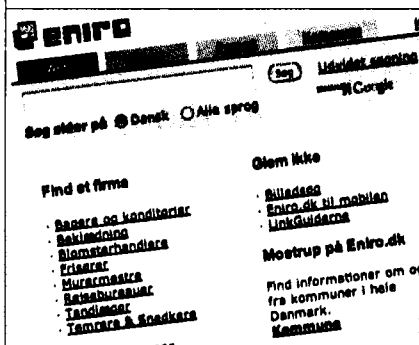 eniro
Søg
Udvidet søgning
Google
Søg sider på Dansk Alle sprog
Find et firma
Bagere og konditorier
Beklædning
Blomsterhandlere
Frisører
Murermestre
Rejsebureauer
Tandlæger
Tømrere & Snedkere
Glem ikke
Billedsøg
Eniro.dk til mobilen
LinkGuiderne
Mostrup på Eniro.dk
Find informationer om o
fra kommuner i hele
Danmark.
Kommune